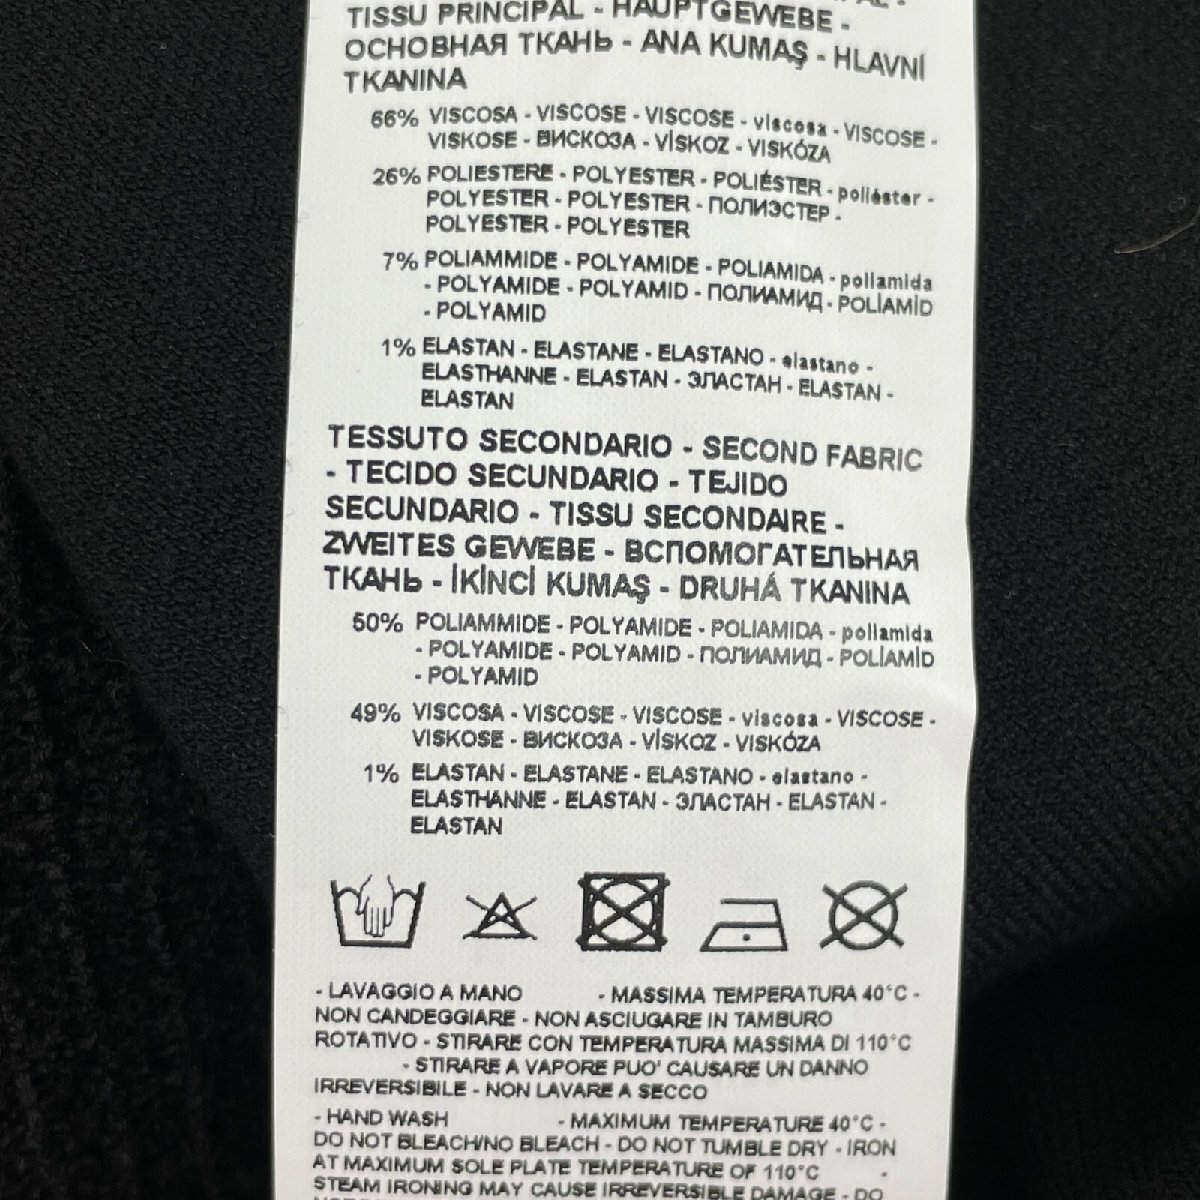 TISSU PRINCIPAL - HAUPTGEWEBE -
ОСНОВНАЯ ТКАНЬ - ANA KUMAŞ - HLAVNÍ
TKANINA
66% VISCOSA - VISCOSE - VISCOSE - viscosa - VISCOSE -
VISKOSE - ВИСКОЗА - VİSKOZ - VISKÓZA
26% POLIESTERE - POLYESTER - POLIÉSTER - poliéster -
POLYESTER - POLYESTER - ПОЛИЭСТЕР -
POLYESTER - POLYESTER
7% POLIAMMIDE - POLYAMIDE - POLIAMIDA - poliamida
- POLYAMIDE - POLYAMID - ПОЛИАМИД - POLİAMİD
- POLYAMID
1% ELASTAN - ELASTANE - ELASTANO - elastano -
ELASTHANNE - ELASTAN - ЭЛАСТАН - ELASTAN -
ELASTAN
TESSUTO SECONDARIO - SECOND FABRIC
- TECIDO SECUNDARIO - TEJIDO
SECUNDARIO - TISSU SECONDAIRE -
ZWEITES GEWEBE - ВСПОМОГАТЕЛЬНАЯ
ТКАНЬ - İKİNCİ KUMAŞ - DRUHÁ TKANINA
50% POLIAMMIDE - POLYAMIDE - POLIAMIDA - poliamida
- POLYAMIDE - POLYAMID - ПОЛИАМИД - POLİAMİD
- POLYAMID
49% VISCOSA - VISCOSE - VISCOSE - viscosa - VISCOSE -
VISKOSE - ВИСКОЗА - VİSKOZ - VISKÓZA
1% ELASTAN - ELASTANE - ELASTANO - elastano -
ELASTHANNE - ELASTAN - ЭЛАСТАН - ELASTAN -
ELASTAN
- LAVAGGIO A MANO - MASSIMA TEMPERATURA 40°C -
NON CANDEGGIARE - NON ASCIUGARE IN TAMBURO
ROTATIVO - STIRARE CON TEMPERATURA MASSIMA DI 110°C
- STIRARE A VAPORE PUO' CAUSARE UN DANNO
IRREVERSIBILE - NON LAVARE A SECCO
- HAND WASH - MAXIMUM TEMPERATURE 40°C -
DO NOT BLEACH/NO BLEACH - DO NOT TUMBLE DRY - IRON
AT MAXIMUM SOLE PLATE TEMPERATURE OF 110°C -
STEAM IRONING MAY CAUSE IRREVERSIBLE DAMAGE - DO